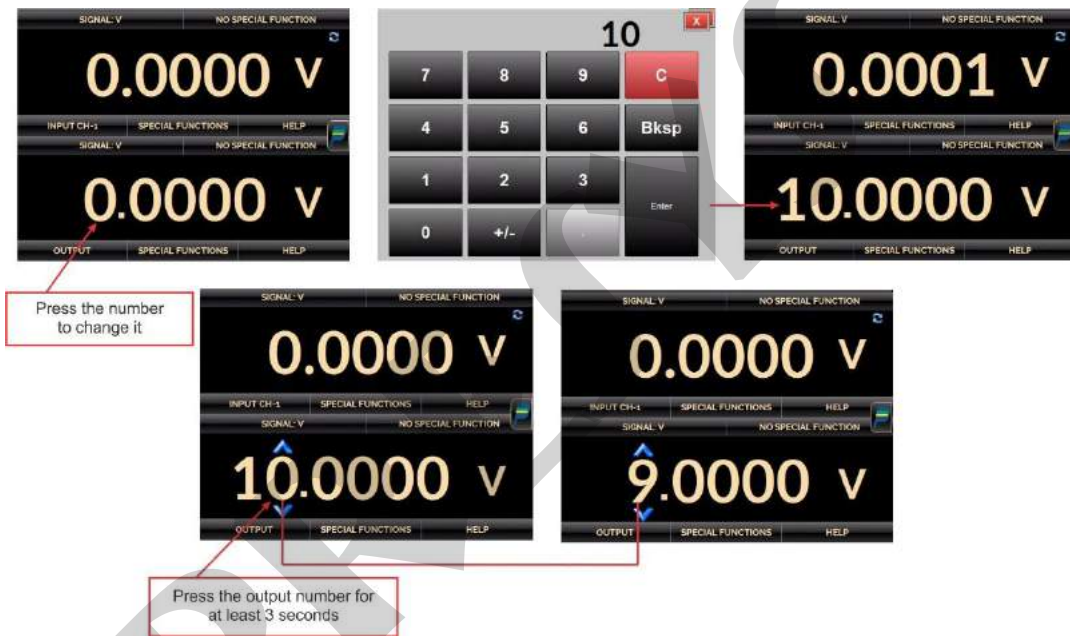 SIGNAL: V NO SPECIAL FUNCTION
0.0000 V
INPUT CH-1 SPECIAL FUNCTIONS HELP
SIGNAL: V NO SPECIAL FUNCTION
0.0000 V
OUTPUT SPECIAL FUNCTIONS HELP
X
10
7 8 9 C
4 5 6 Bksp
1 2 3
Enter
0 +/- .
SIGNAL: V NO SPECIAL FUNCTION
0.0001 V
INPUT CH-1 SPECIAL FUNCTIONS HELP
SIGNAL: V NO SPECIAL FUNCTION
10.0000 V
OUTPUT SPECIAL FUNCTIONS HELP
Press the number
to change it
SIGNAL: V NO SPECIAL FUNCTION
0.0000 V
INPUT CH-1 SPECIAL FUNCTIONS HELP
SIGNAL: V NO SPECIAL FUNCTION
10.0000 V
OUTPUT SPECIAL FUNCTIONS HELP
SIGNAL: V NO SPECIAL FUNCTION
0.0000 V
INPUT CH-1 SPECIAL FUNCTIONS HELP
SIGNAL: V NO SPECIAL FUNCTION
9.0000 V
OUTPUT SPECIAL FUNCTIONS HELP
Press the output number for
at least 3 seconds